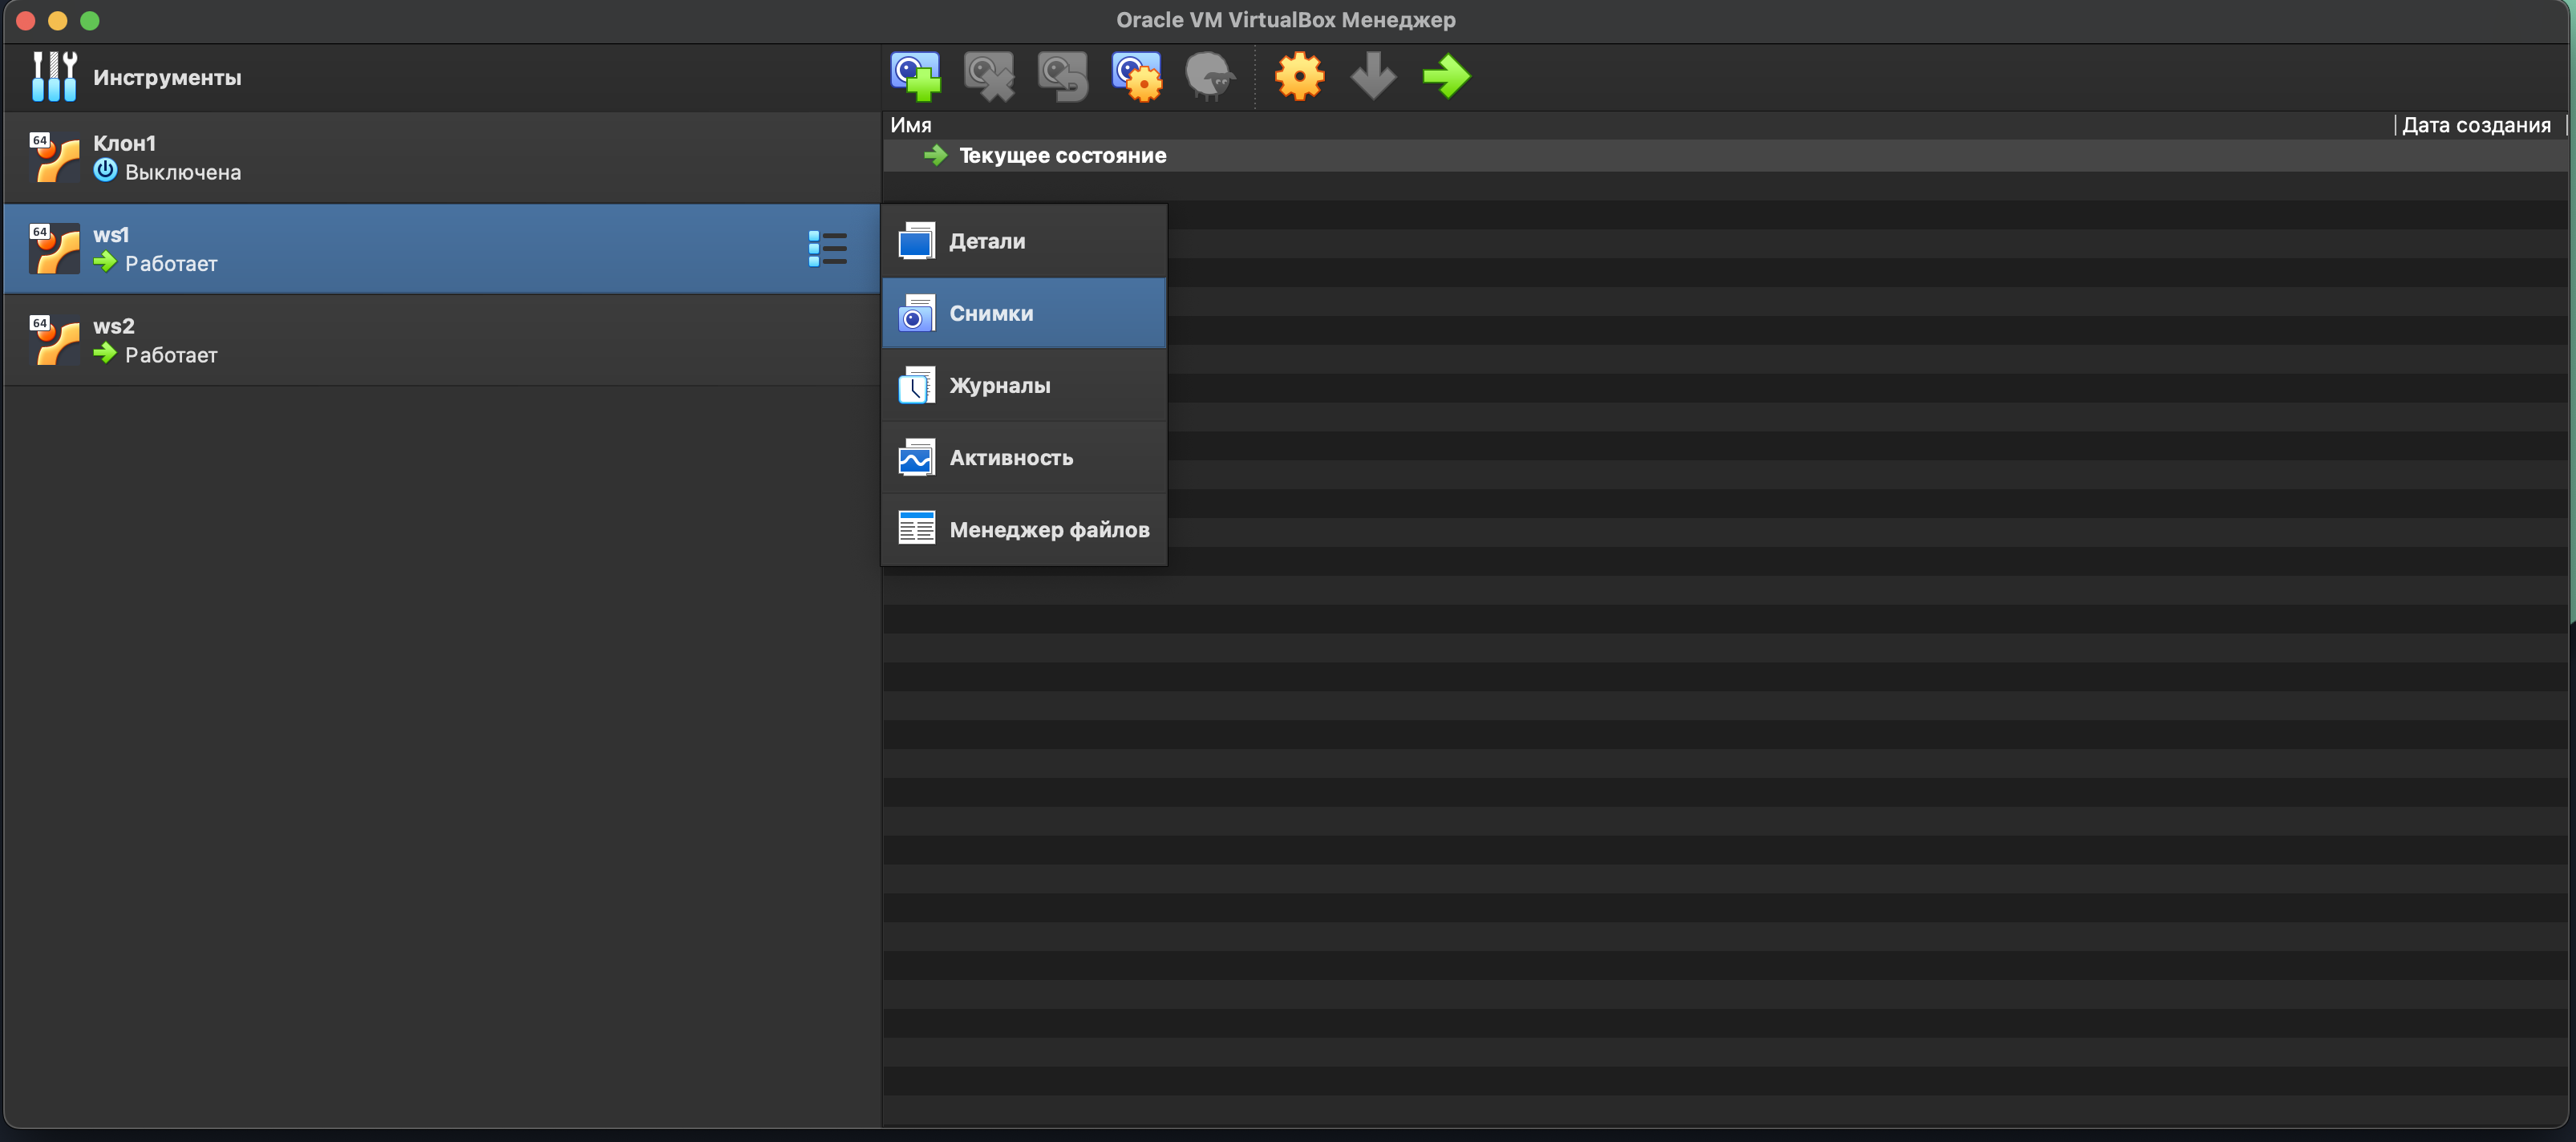 Oracle VM VirtualBox Менеджер
Инструменты
Имя
Дата создания
Текущее состояние
64
Клон1
Выключена
64
ws1
Работает
64
ws2
Работает
Детали
Снимки
Журналы
Активность
Менеджер файлов